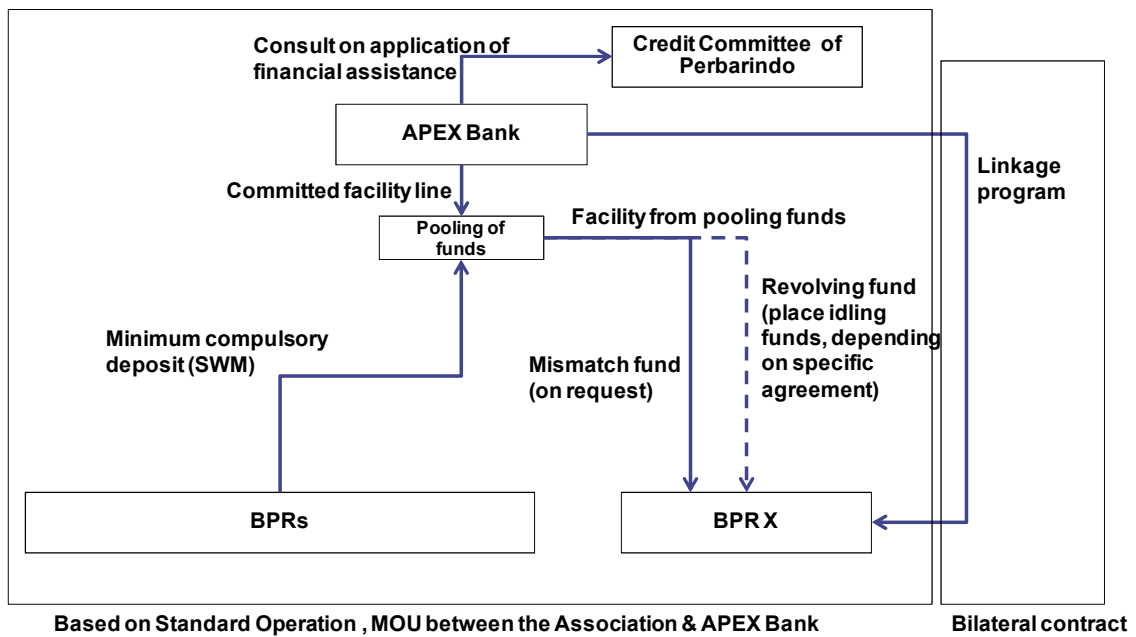 Consult on application of
financial assistance
Credit Committee of
Perbarindo
APEX Bank
Linkage
program
Committed facility line
Pooling of
funds
Facility from pooling funds
Revolving fund
(place idling
funds, depending
on specific
agreement)
Minimum compulsory
deposit (SWM)
Mismatch fund
(on request)
BPRs
BPR X
Based on Standard Operation , MOU between the Association & APEX Bank
Bilateral contract